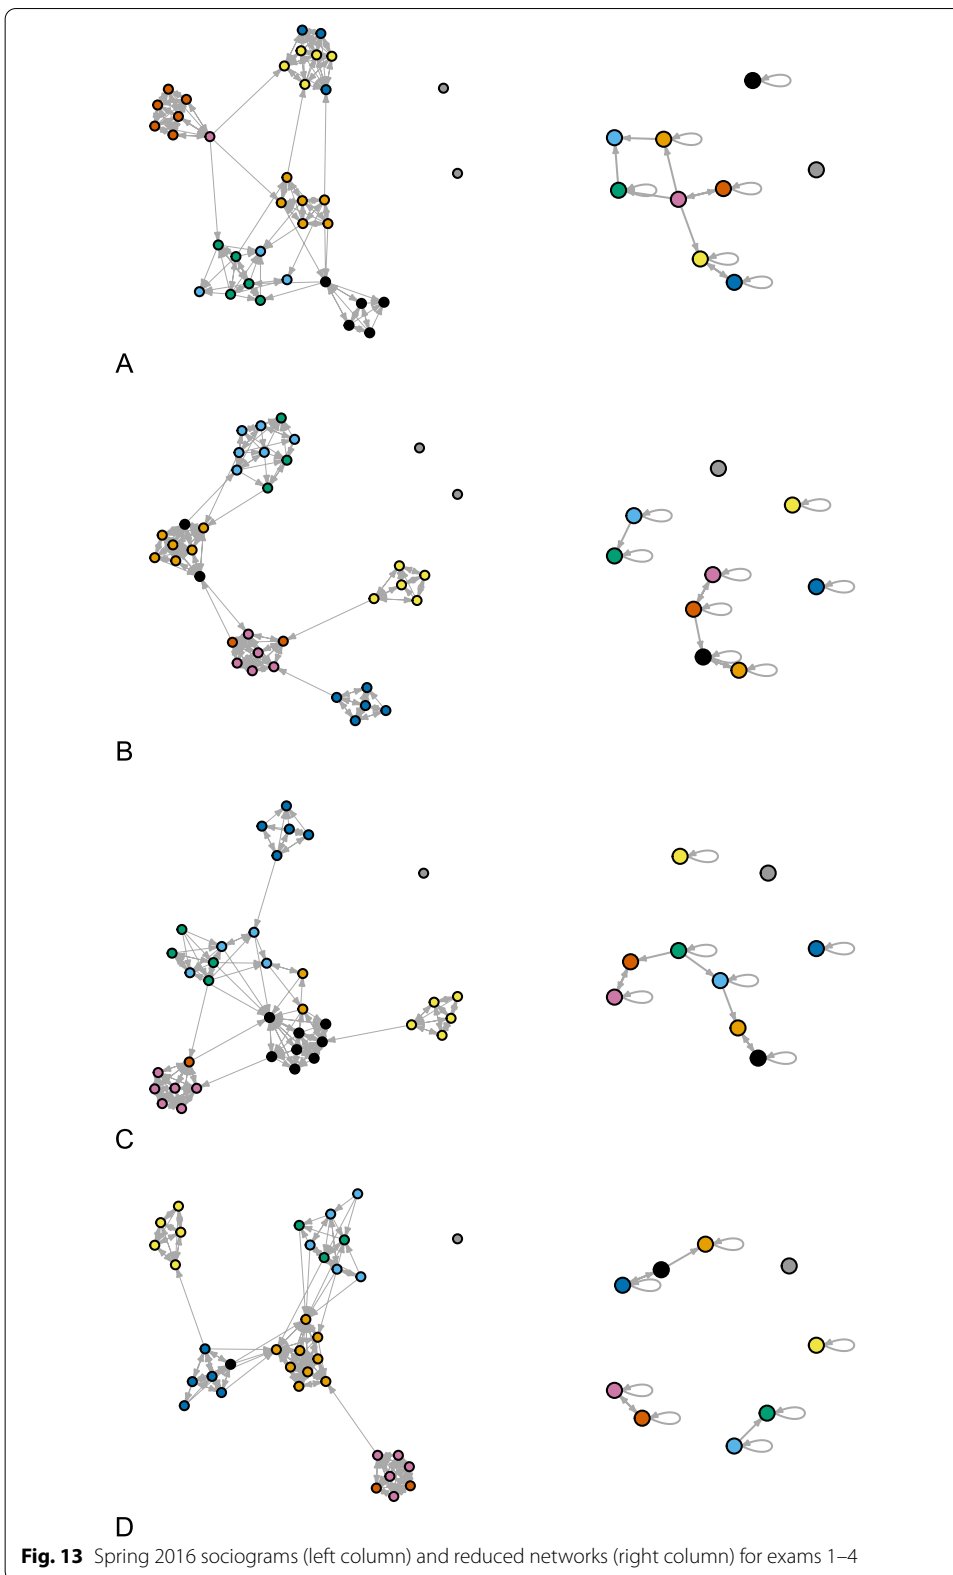 A
B
C
D
Fig. 13 Spring 2016 sociograms (left column) and reduced networks (right column) for exams 1–4